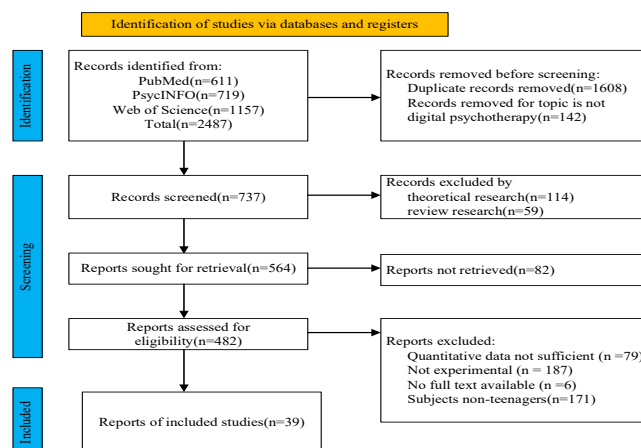 Identification of studies via databases and registers
Identification
Records identified from:
PubMed(n=611)
PsycINFO(n=719)
Web of Science(n=1157)
Total(n=2487)
Records removed before screening:
Duplicate records removed(n=1608)
Records removed for topic is not
digital psychotherapy(n=142)
Screening
Records screened(n=737)
Records excluded by
theoretical research(n=114)
review research(n=59)
Reports sought for retrieval(n=564)
Reports not retrieved(n=82)
Reports assessed for
eligibility(n=482)
Reports excluded:
Quantitative data not sufficient (n =79)
Not experimental (n = 187)
No full text available (n =6)
Subjects non-teenagers(n=171)
Included
Reports of included studies(n=39)